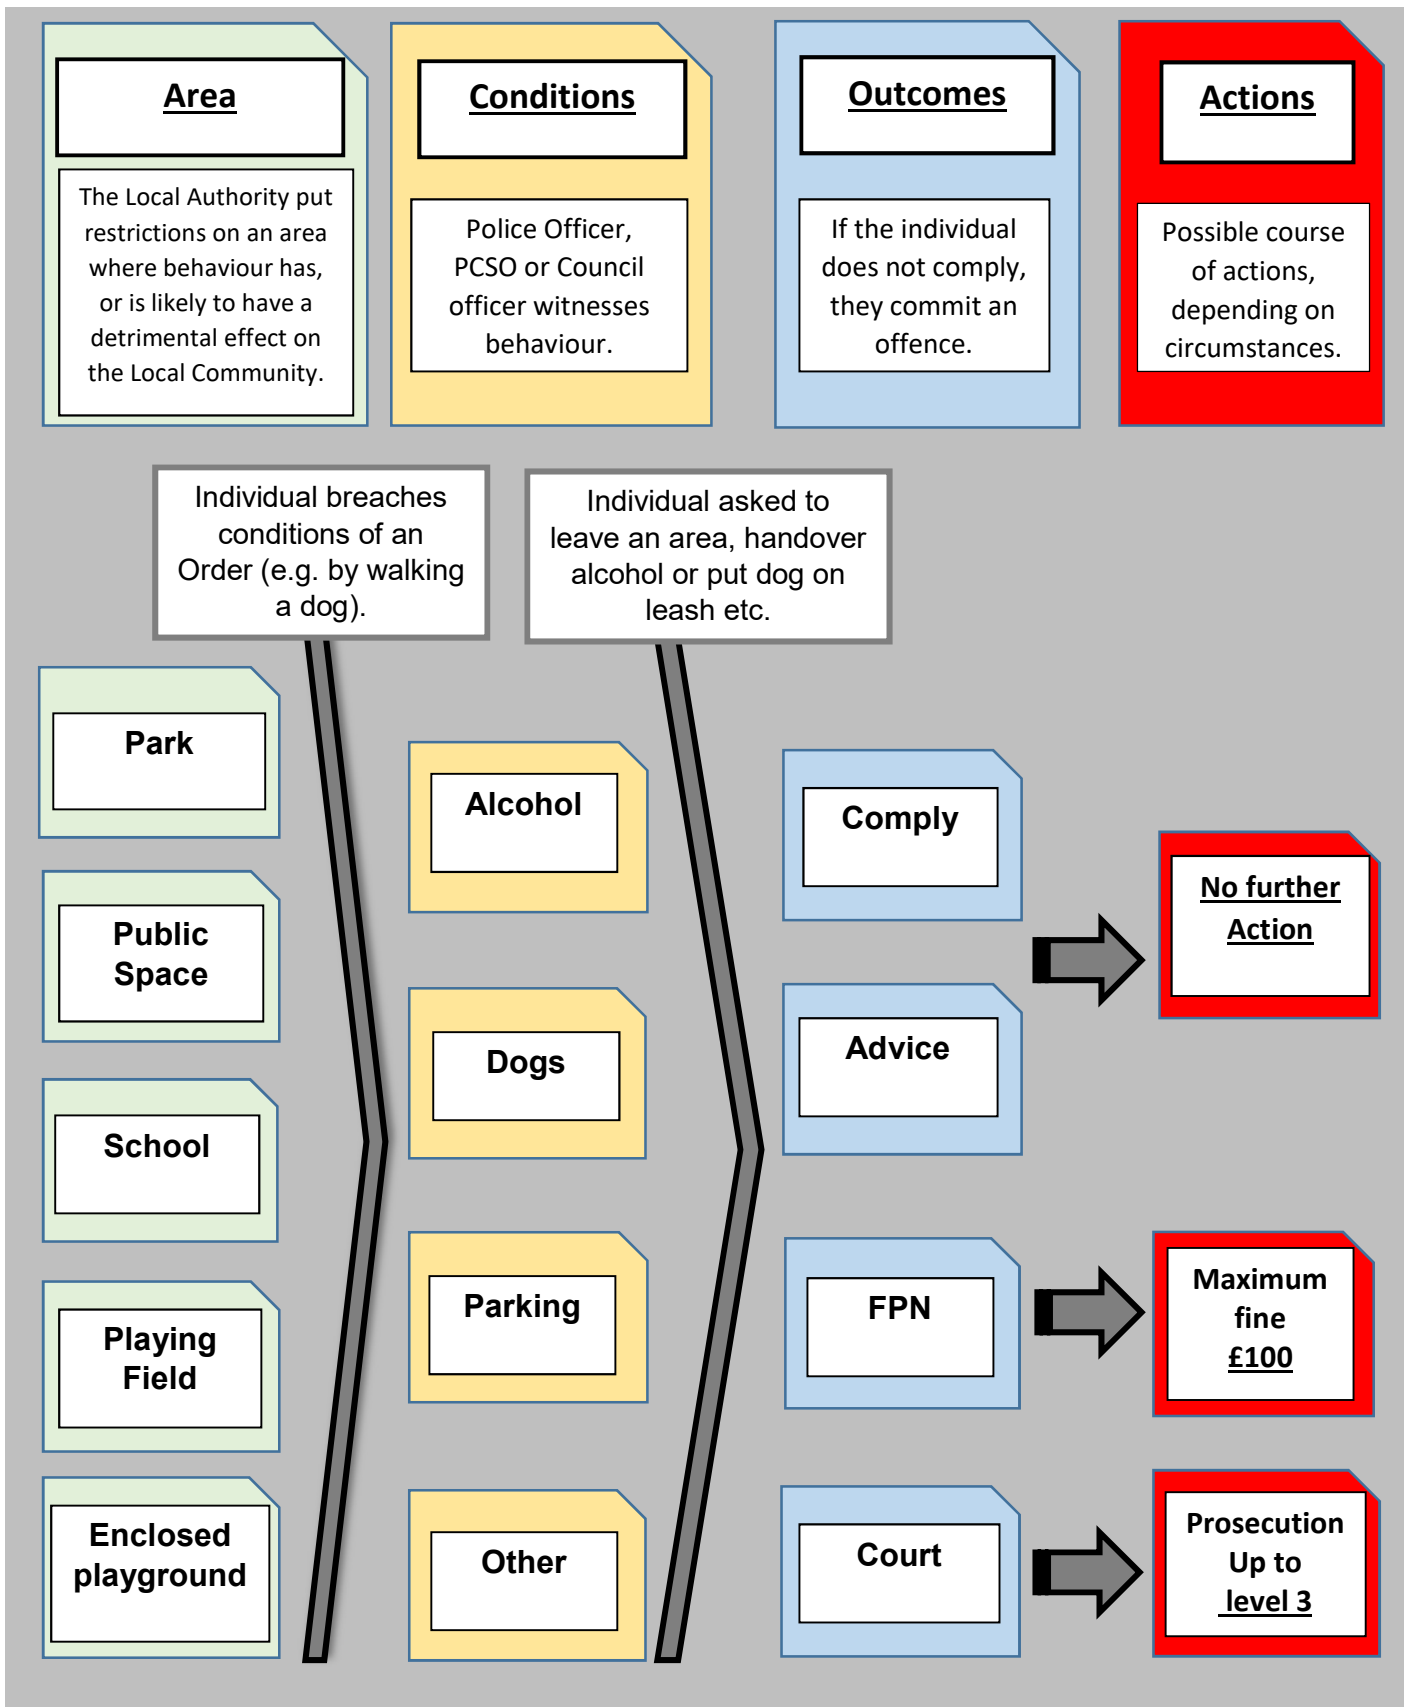 Area
The Local Authority put
restrictions on an area
where behaviour has,
or is likely to have a
detrimental effect on
the Local Community.
Conditions
Police Officer,
PCSO or Council
officer witnesses
behaviour.
Outcomes
If the individual
does not comply,
they commit an
offence.
Actions
Possible course
of actions,
depending on
circumstances.
Individual breaches
conditions of an
Order (e.g. by walking
a dog).
Individual asked to
leave an area, handover
alcohol or put dog on
leash etc.
Park
Public
Space
School
Playing
Field
Enclosed
playground
Alcohol
Dogs
Parking
Other
Comply
Advice
FPN
Court
No further
Action
Maximum
fine
£100
Prosecution
Up to
level 3